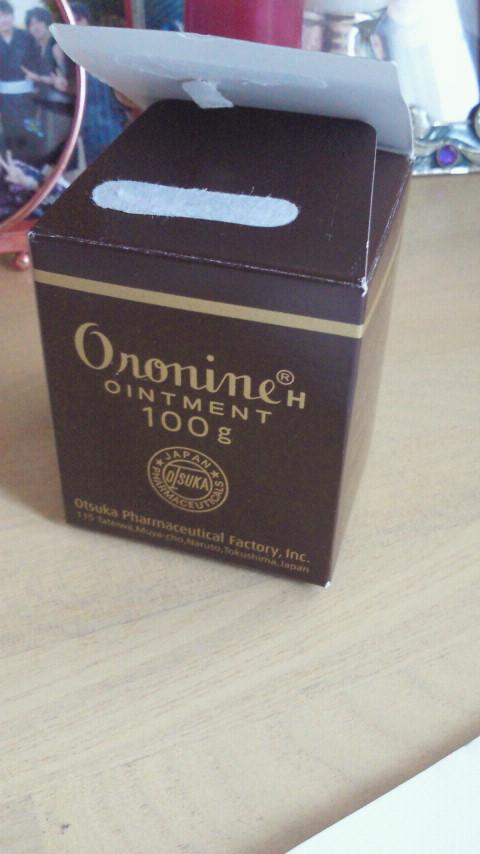 Oronine® H
OINTMENT
100g
JAPAN
OTSUKA
PHARMACEUTICALS
Otsuka Pharmaceutical Factory, Inc.
115 Tateiwa, Muya-cho, Naruto, Tokushima, Japan